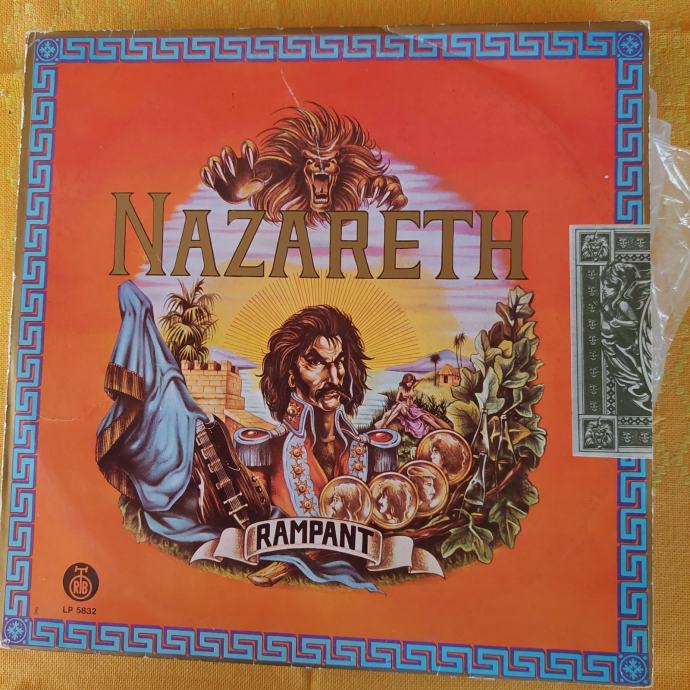 NAZARETH
RAMPANT
RTB
LP 5832